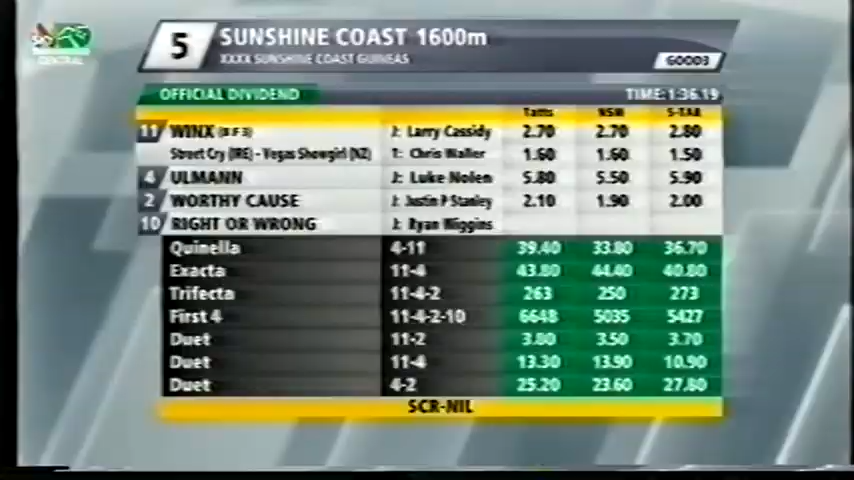 SKY
CENTRAL
5 SUNSHINE COAST 1600m
XXXX SUNSHINE COAST GUINEAS
GOOD3
OFFICIAL DIVIDEND TIME:1:36.19
Tatts NSW S-TAB
11 WINX (B F 3) J: Larry Cassidy 2.70 2.70 2.80
Street Cry (IRE) - Vegas Showgirl (NZ) T: Chris Waller 1.60 1.60 1.50
4 ULMANN J: Luke Nolen 5.80 5.50 5.90
2 WORTHY CAUSE J: Justin P Stanley 2.10 1.90 2.00
10 RIGHT OR WRONG J: Ryan Wiggins
Quinella 4-11 39.40 33.80 36.70
Exacta 11-4 43.80 44.40 40.80
Trifecta 11-4-2 263 250 273
First 4 11-4-2-10 6648 5035 5427
Duet 11-2 3.80 3.50 3.70
Duet 11-4 13.30 13.90 10.90
Duet 4-2 25.20 23.60 27.80
SCR-NIL